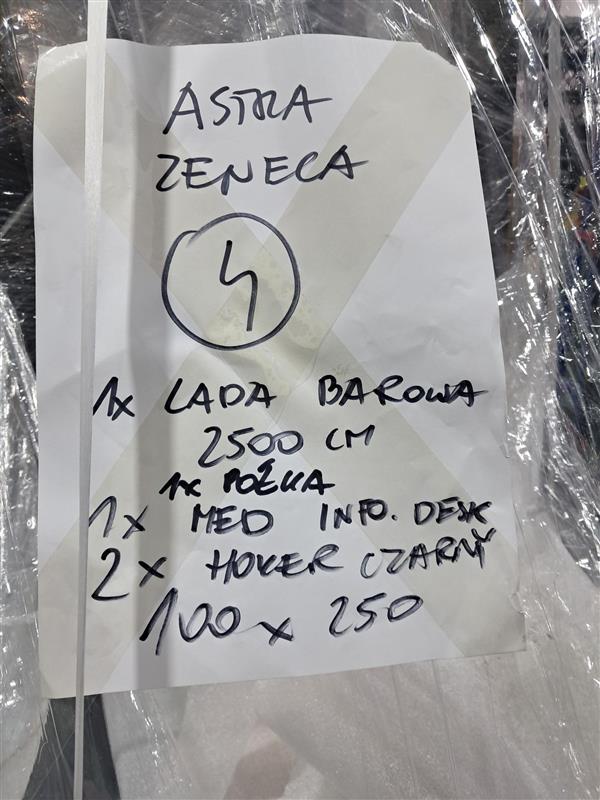 ASTRA
ZENECA
4
1x LADA BAROWA
2500 CM
1x POŁKA
1x MED INFO. DESK
2x HOKER CZARNY
100 x 250